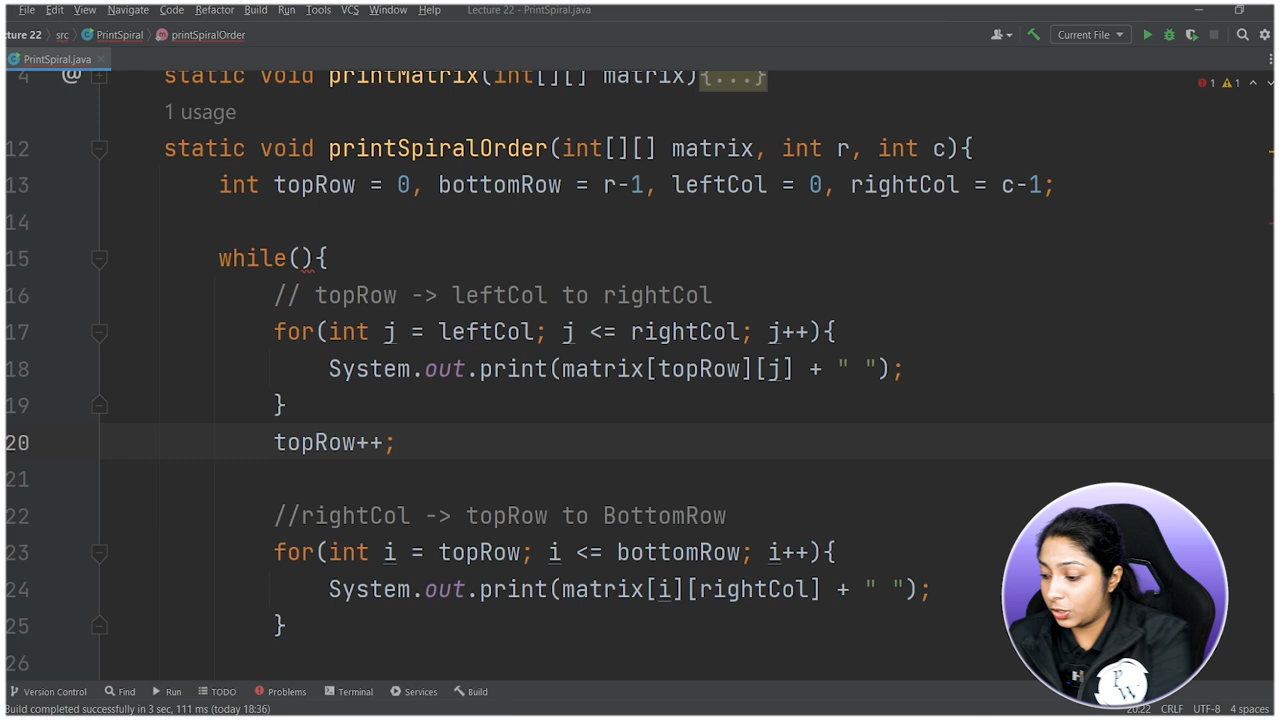 File Edit View Navigate Code Refactor Build Run Tools VCS Window Help Lecture 22 - PrintSpiral.java
ture 22 > src > PrintSpiral > printSpiralOrder Current File
PrintSpiral.java
4 @ static void printMatrix(int[][] matrix){...}
1 usage
12 static void printSpiralOrder(int[][] matrix, int r, int c){
13 int topRow = 0, bottomRow = r-1, leftCol = 0, rightCol = c-1;
14
15 while(){
16 // topRow -> leftCol to rightCol
17 for(int j = leftCol; j <= rightCol; j++){
18 System.out.print(matrix[topRow][j] + " ");
19 }
20 topRow++;
21
22 //rightCol -> topRow to BottomRow
23 for(int i = topRow; i <= bottomRow; i++){
24 System.out.print(matrix[i][rightCol] + " ");
25 }
26
1 1
P W
Version Control Find Run TODO Problems Terminal Services Build
Build completed successfully in 3 sec, 111 ms (today 18:36) 20:22 CRLF UTF-8 4 spaces